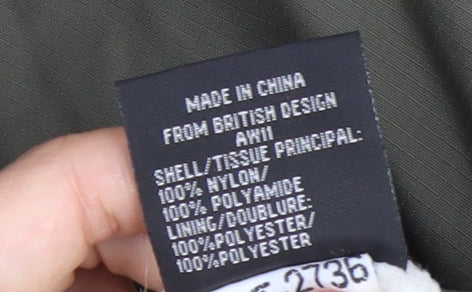 MADE IN CHINA
FROM BRITISH DESIGN
AW11
SHELL/TISSUE PRINCIPAL:
100% NYLON/
100% POLYAMIDE
LINING/DOUBLURE:
100%POLYESTER/
100%POLYESTER
2736